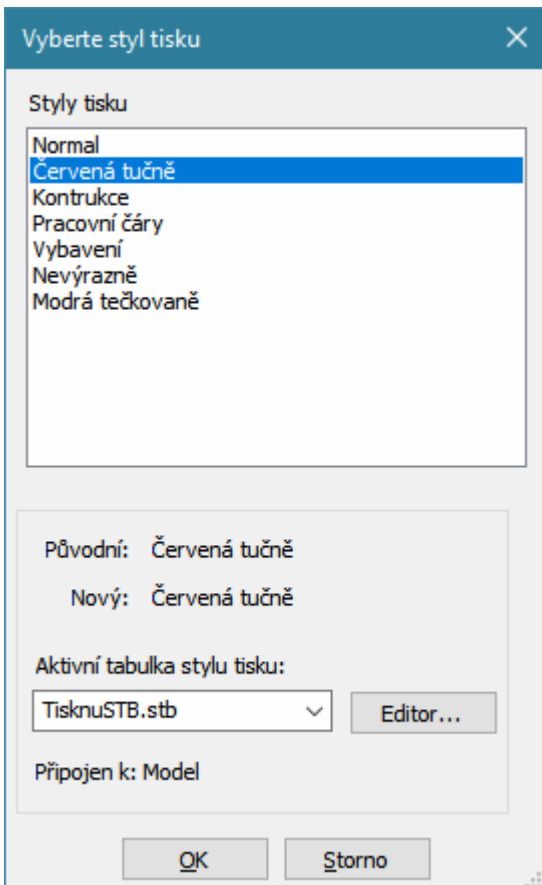 Vyberte styl tisku
Styly tisku
Normal
Červená tučně
Kontrukce
Pracovní čáry
Vybavení
Nevýrazně
Modrá tečkovaně
Původní: Červená tučně
Nový: Červená tučně
Aktivní tabulka stylu tisku:
TisknuSTB.stb
Editor...
Připojen k: Model
OK
Storno